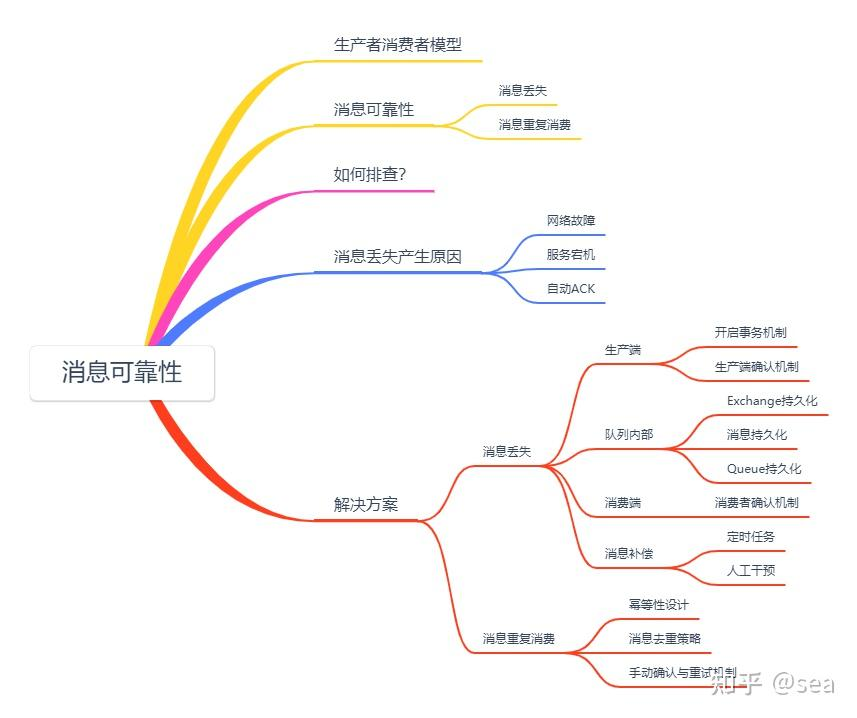 生产者消费者模型
消息可靠性
消息丢失
消息重复消费
如何排查?
消息丢失产生原因
网络故障
服务宕机
自动ACK
消息可靠性
解决方案
消息丢失
生产端
开启事务机制
生产端确认机制
队列内部
Exchange持久化
消息持久化
Queue持久化
消费端
消费者确认机制
消息补偿
定时任务
人工干预
消息重复消费
幂等性设计
消息去重策略
手动确认与重试机制
知乎 @sea